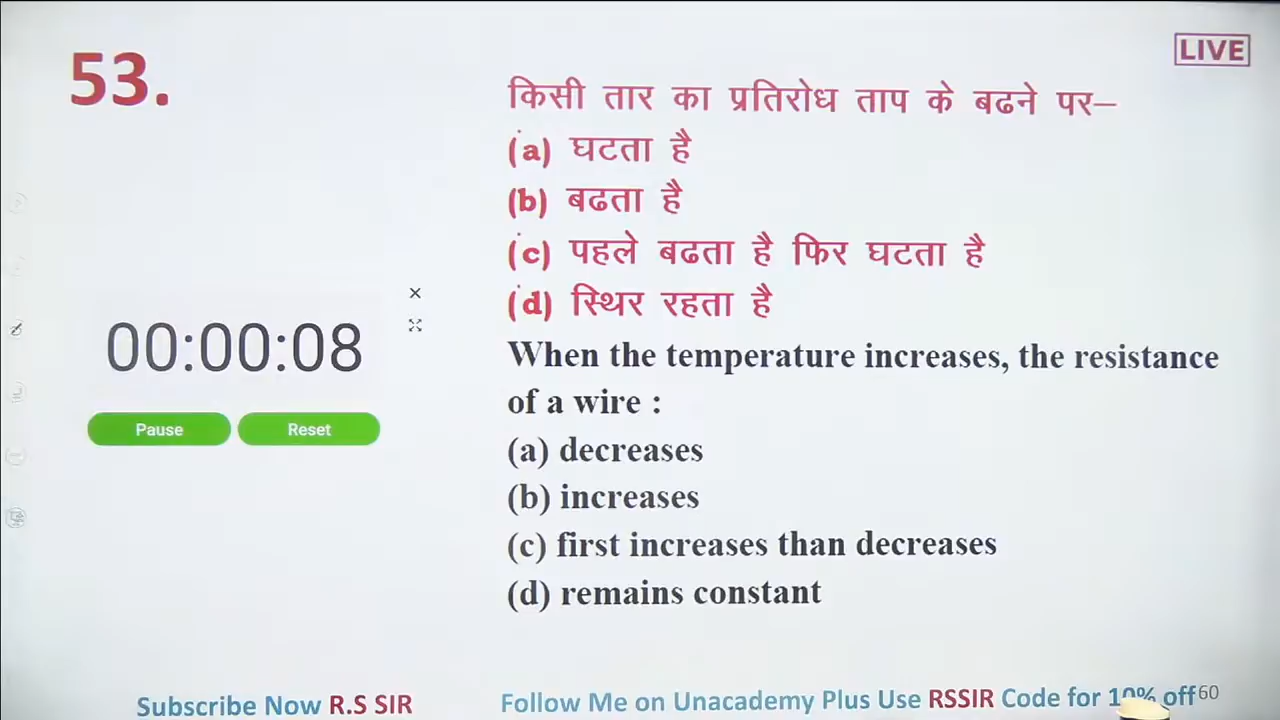 53.
LIVE
किसी तार का प्रतिरोध ताप के बढने पर–
(a) घटता है
(b) बढता है
(c) पहले बढता है फिर घटता है
(d) स्थिर रहता है
00:00:08
Pause Reset
When the temperature increases, the resistance
of a wire :
(a) decreases
(b) increases
(c) first increases than decreases
(d) remains constant
Subscribe Now R.S SIR
Follow Me on Unacademy Plus Use RSSIR Code for 10% off
60